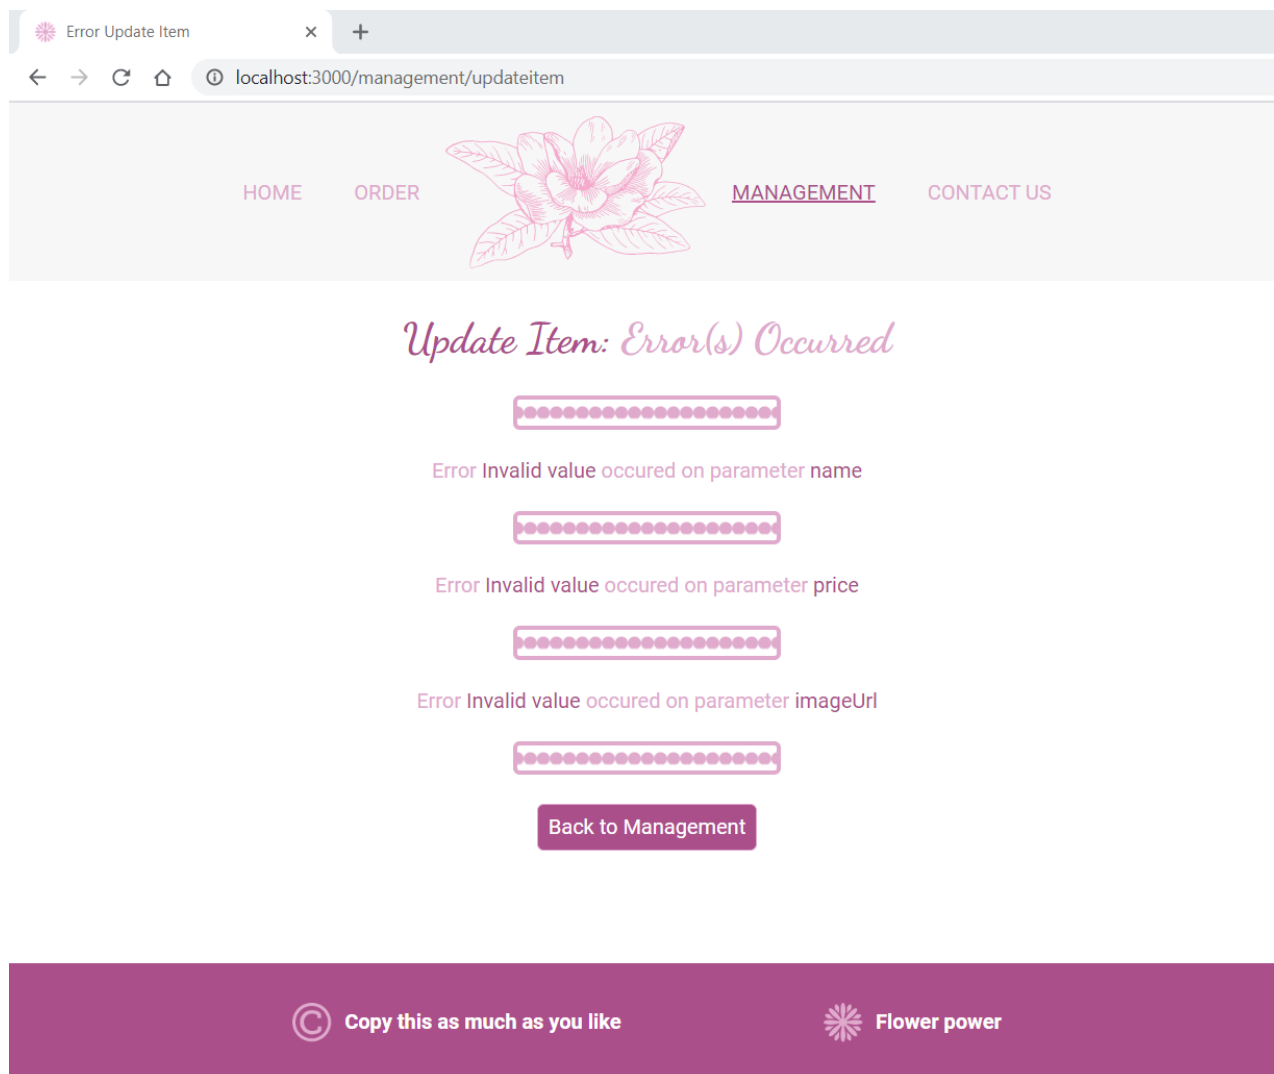 Error Update Item
localhost:3000/management/updateitem
HOME ORDER MANAGEMENT CONTACT US
Update Item: Error(s) Occurred
Error Invalid value occured on parameter name
Error Invalid value occured on parameter price
Error Invalid value occured on parameter imageUrl
Back to Management
Copy this as much as you like Flower power